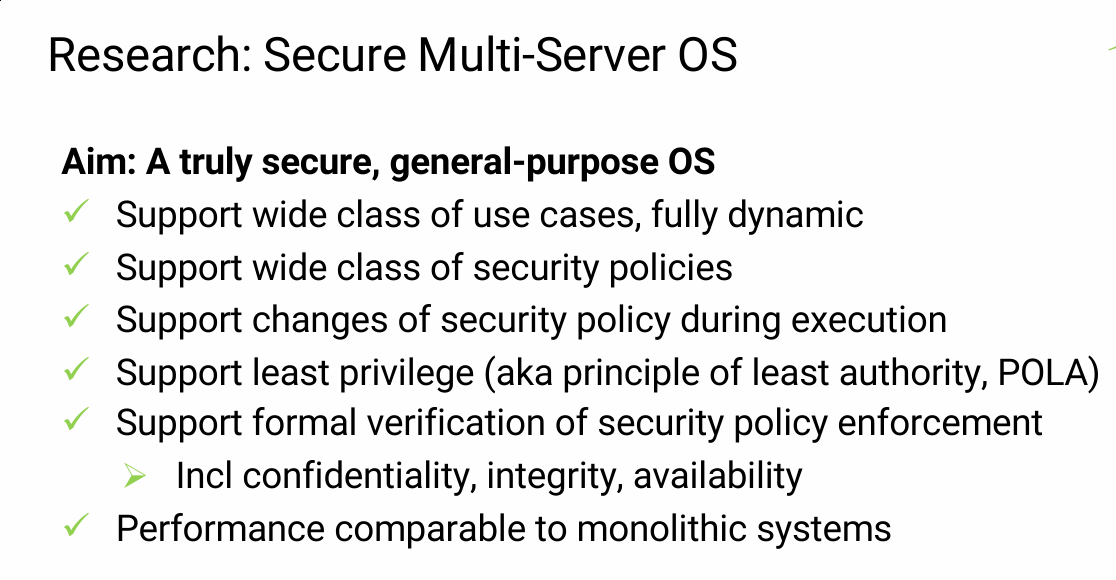 Research: Secure Multi-Server OS
Aim: A truly secure, general-purpose OS
Support wide class of use cases, fully dynamic
Support wide class of security policies
Support changes of security policy during execution
Support least privilege (aka principle of least authority, POLA)
Support formal verification of security policy enforcement
Incl confidentiality, integrity, availability
Performance comparable to monolithic systems